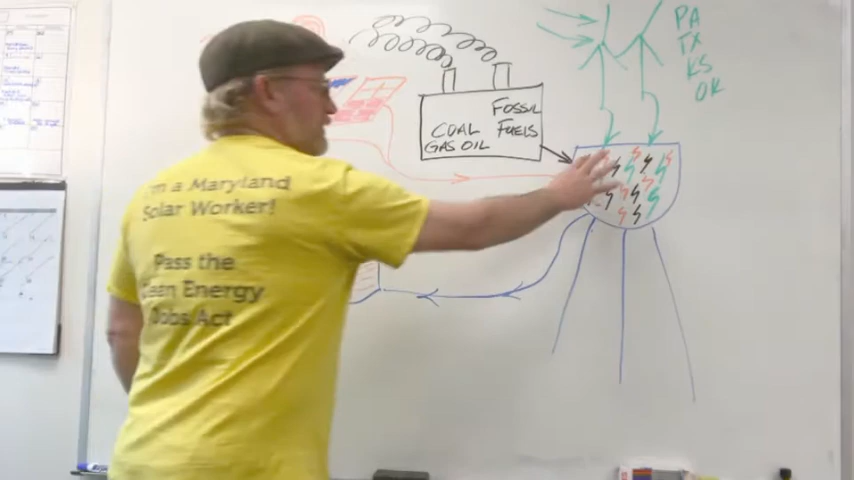 I'm a Maryland
Solar Worker!
Pass the
Clean Energy
Jobs Act
FOSSIL
COAL FUELS
GAS OIL
PA
TX
KS
OK